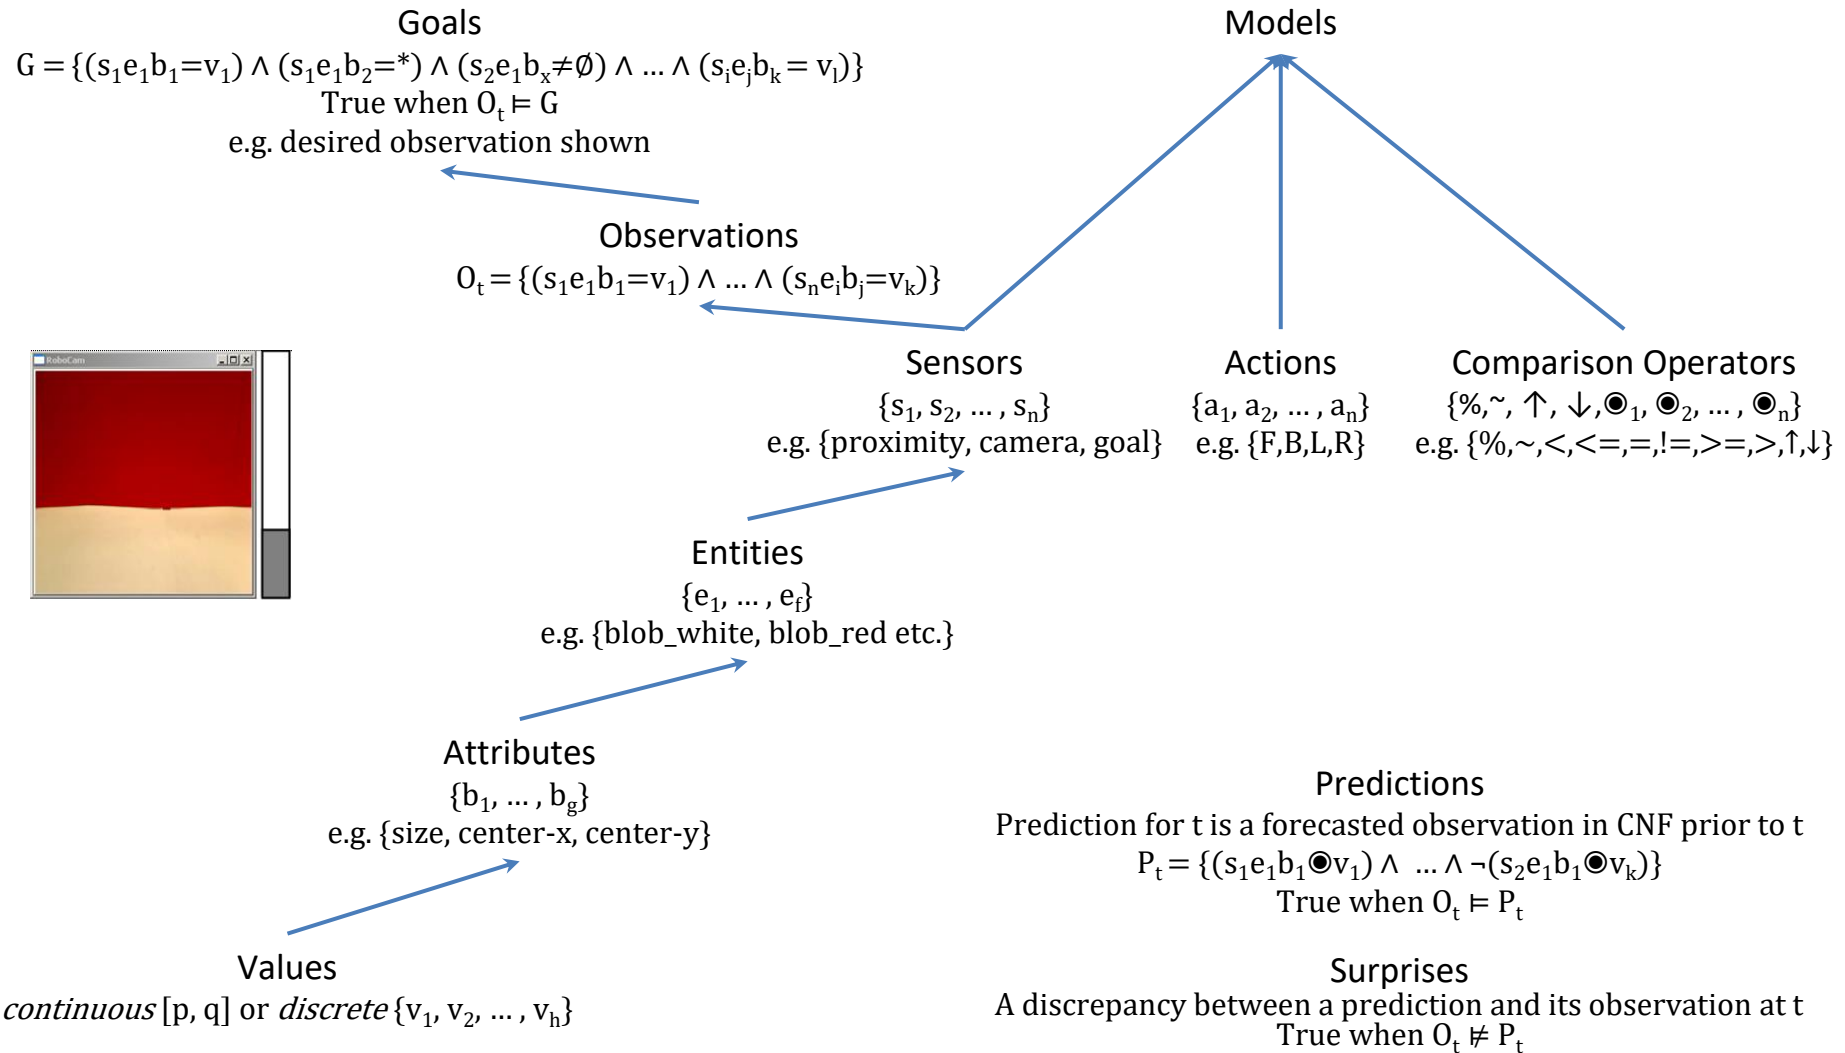 Goals
G = {(s₁e₁b₁=v₁) ∧ (s₁e₁b₂=*) ∧ (s₂e₁bₓ≠∅) ∧ … ∧ (sᵢeⱼbₖ = vₗ)}
True when Oₜ ⊨ G
e.g. desired observation shown
Models
Observations
Oₜ = {(s₁e₁b₁=v₁) ∧ … ∧ (sₙeᵢbⱼ=vₖ)}
RoboCam
Sensors
{s₁, s₂, … , sₙ}
e.g. {proximity, camera, goal}
Actions
{a₁, a₂, … , aₙ}
e.g. {F,B,L,R}
Comparison Operators
{%,~, ↑, ↓,◉₁, ◉₂, … , ◉ₙ}
e.g. {%,~,<,<=,=,!=,>=,>,↑,↓}
Entities
{e₁, … , e_f}
e.g. {blob_white, blob_red etc.}
Attributes
{b₁, … , b_g}
e.g. {size, center-x, center-y}
Values
continuous [p, q] or discrete {v₁, v₂, … , vₕ}
Predictions
Prediction for t is a forecasted observation in CNF prior to t
Pₜ = {(s₁e₁b₁◉v₁) ∧ … ∧ ¬(s₂e₁b₁◉vₖ)}
True when Oₜ ⊨ Pₜ
Surprises
A discrepancy between a prediction and its observation at t
True when Oₜ ⊭ Pₜ